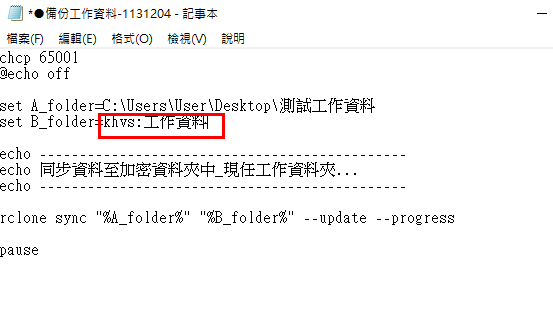 *●備份工作資料-1131204 - 記事本
檔案(F) 編輯(E) 格式(O) 檢視(V) 說明
chcp 65001
@echo off
set A_folder=C:\Users\User\Desktop\測試工作資料
set B_folder=khvs:工作資料
echo ----------------------------------------------
echo 同步資料至加密資料夾中_現任工作資料夾...
echo ----------------------------------------------
rclone sync "%A_folder%" "%B_folder%" --update --progress
pause